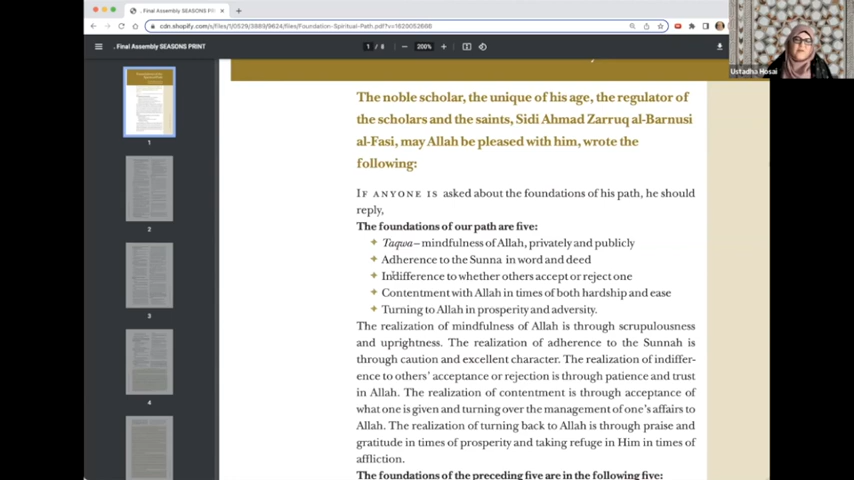 . Final Assembly SEASONS PRINT
cdn.shopify.com/s/files/1/0529/3889/9624/files/Foundation-Spiritual-Path.pdf?v=1620052666
. Final Assembly SEASONS PRINT
1 / 8
200%
Ustadha Hosai
1
2
3
4
The noble scholar, the unique of his age, the regulator of
the scholars and the saints, Sidi Ahmad Zarruq al-Barnusi
al-Fasi, may Allah be pleased with him, wrote the
following:
IF ANYONE IS asked about the foundations of his path, he should
reply,
The foundations of our path are five:
Taqwa – mindfulness of Allah, privately and publicly
Adherence to the Sunna in word and deed
Indifference to whether others accept or reject one
Contentment with Allah in times of both hardship and ease
Turning to Allah in prosperity and adversity.
The realization of mindfulness of Allah is through scrupulousness
and uprightness. The realization of adherence to the Sunnah is
through caution and excellent character. The realization of indiffer-
ence to others’ acceptance or rejection is through patience and trust
in Allah. The realization of contentment is through acceptance of
what one is given and turning over the management of one’s affairs to
Allah. The realization of turning back to Allah is through praise and
gratitude in times of prosperity and taking refuge in Him in times of
affliction.
The foundations of the preceding five are in the following five: